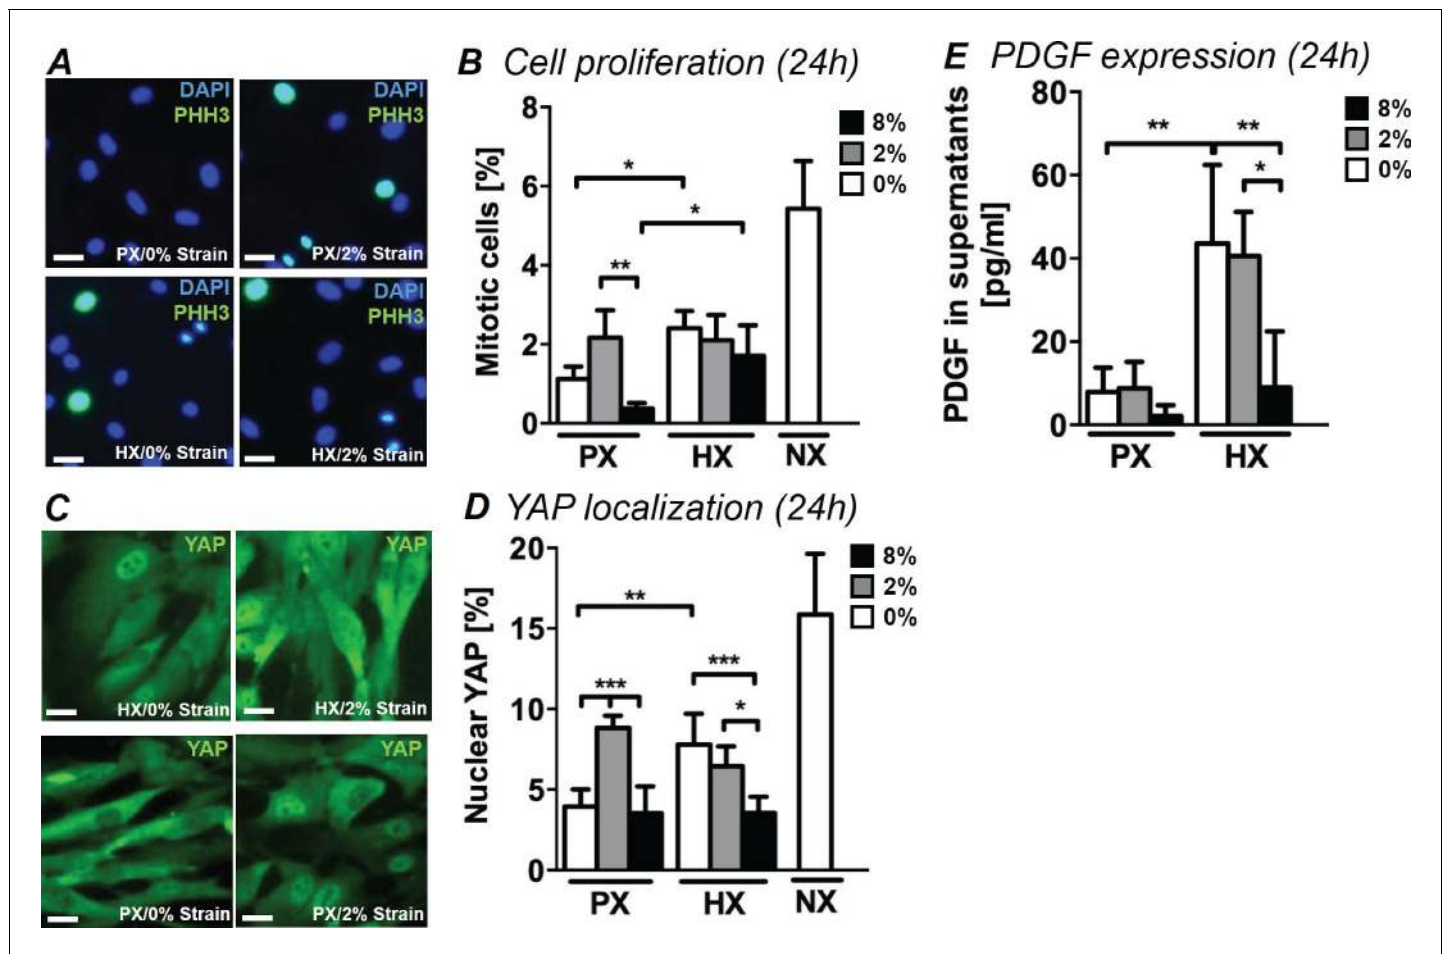 A
DAPI
PHH3
PX/0% Strain
DAPI
PHH3
PX/2% Strain
DAPI
PHH3
HX/0% Strain
DAPI
PHH3
HX/2% Strain
B Cell proliferation (24h)
Mitotic cells [%]
8
6
4
2
0
*
*
**
8%
2%
0%
PX HX NX
E PDGF expression (24h)
PDGF in supernatants
[pg/ml]
80
60
40
20
0
** **
*
8%
2%
0%
PX HX
C
YAP
HX/0% Strain
YAP
HX/2% Strain
YAP
PX/0% Strain
YAP
PX/2% Strain
D YAP localization (24h)
Nuclear YAP [%]
20
15
10
5
0
**
***
***
*
8%
2%
0%
PX HX NX